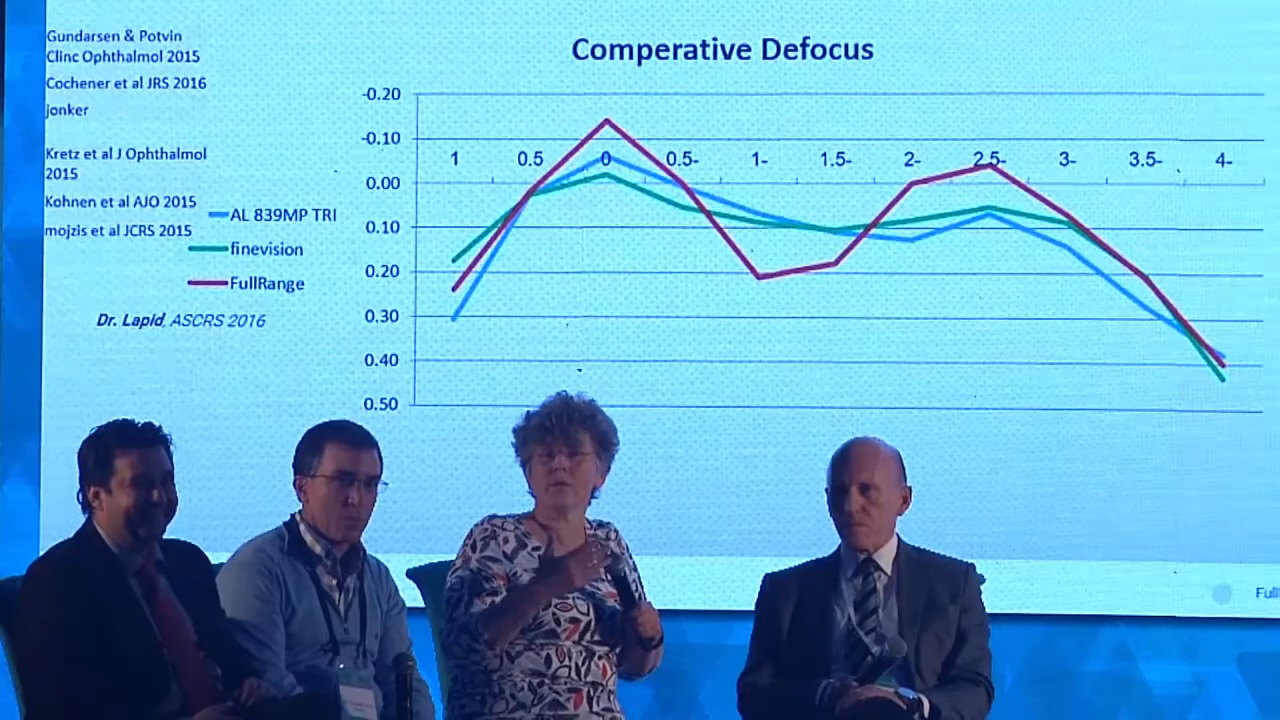 Gundarsen & Potvin
Clinc Ophthalmol 2015
Cochener et al JRS 2016
jonker
Kretz et al J Ophthalmol
2015
Kohnen et al AJO 2015
mojzis et al JCRS 2015
AL 839MP TRI
finevision
FullRange
Dr. Lapid, ASCRS 2016
Comperative Defocus
-0.20
-0.10
1 0.5 0 0.5- 1- 1.5- 2- 2.5- 3- 3.5- 4-
0.00
0.10
0.20
0.30
0.40
0.50